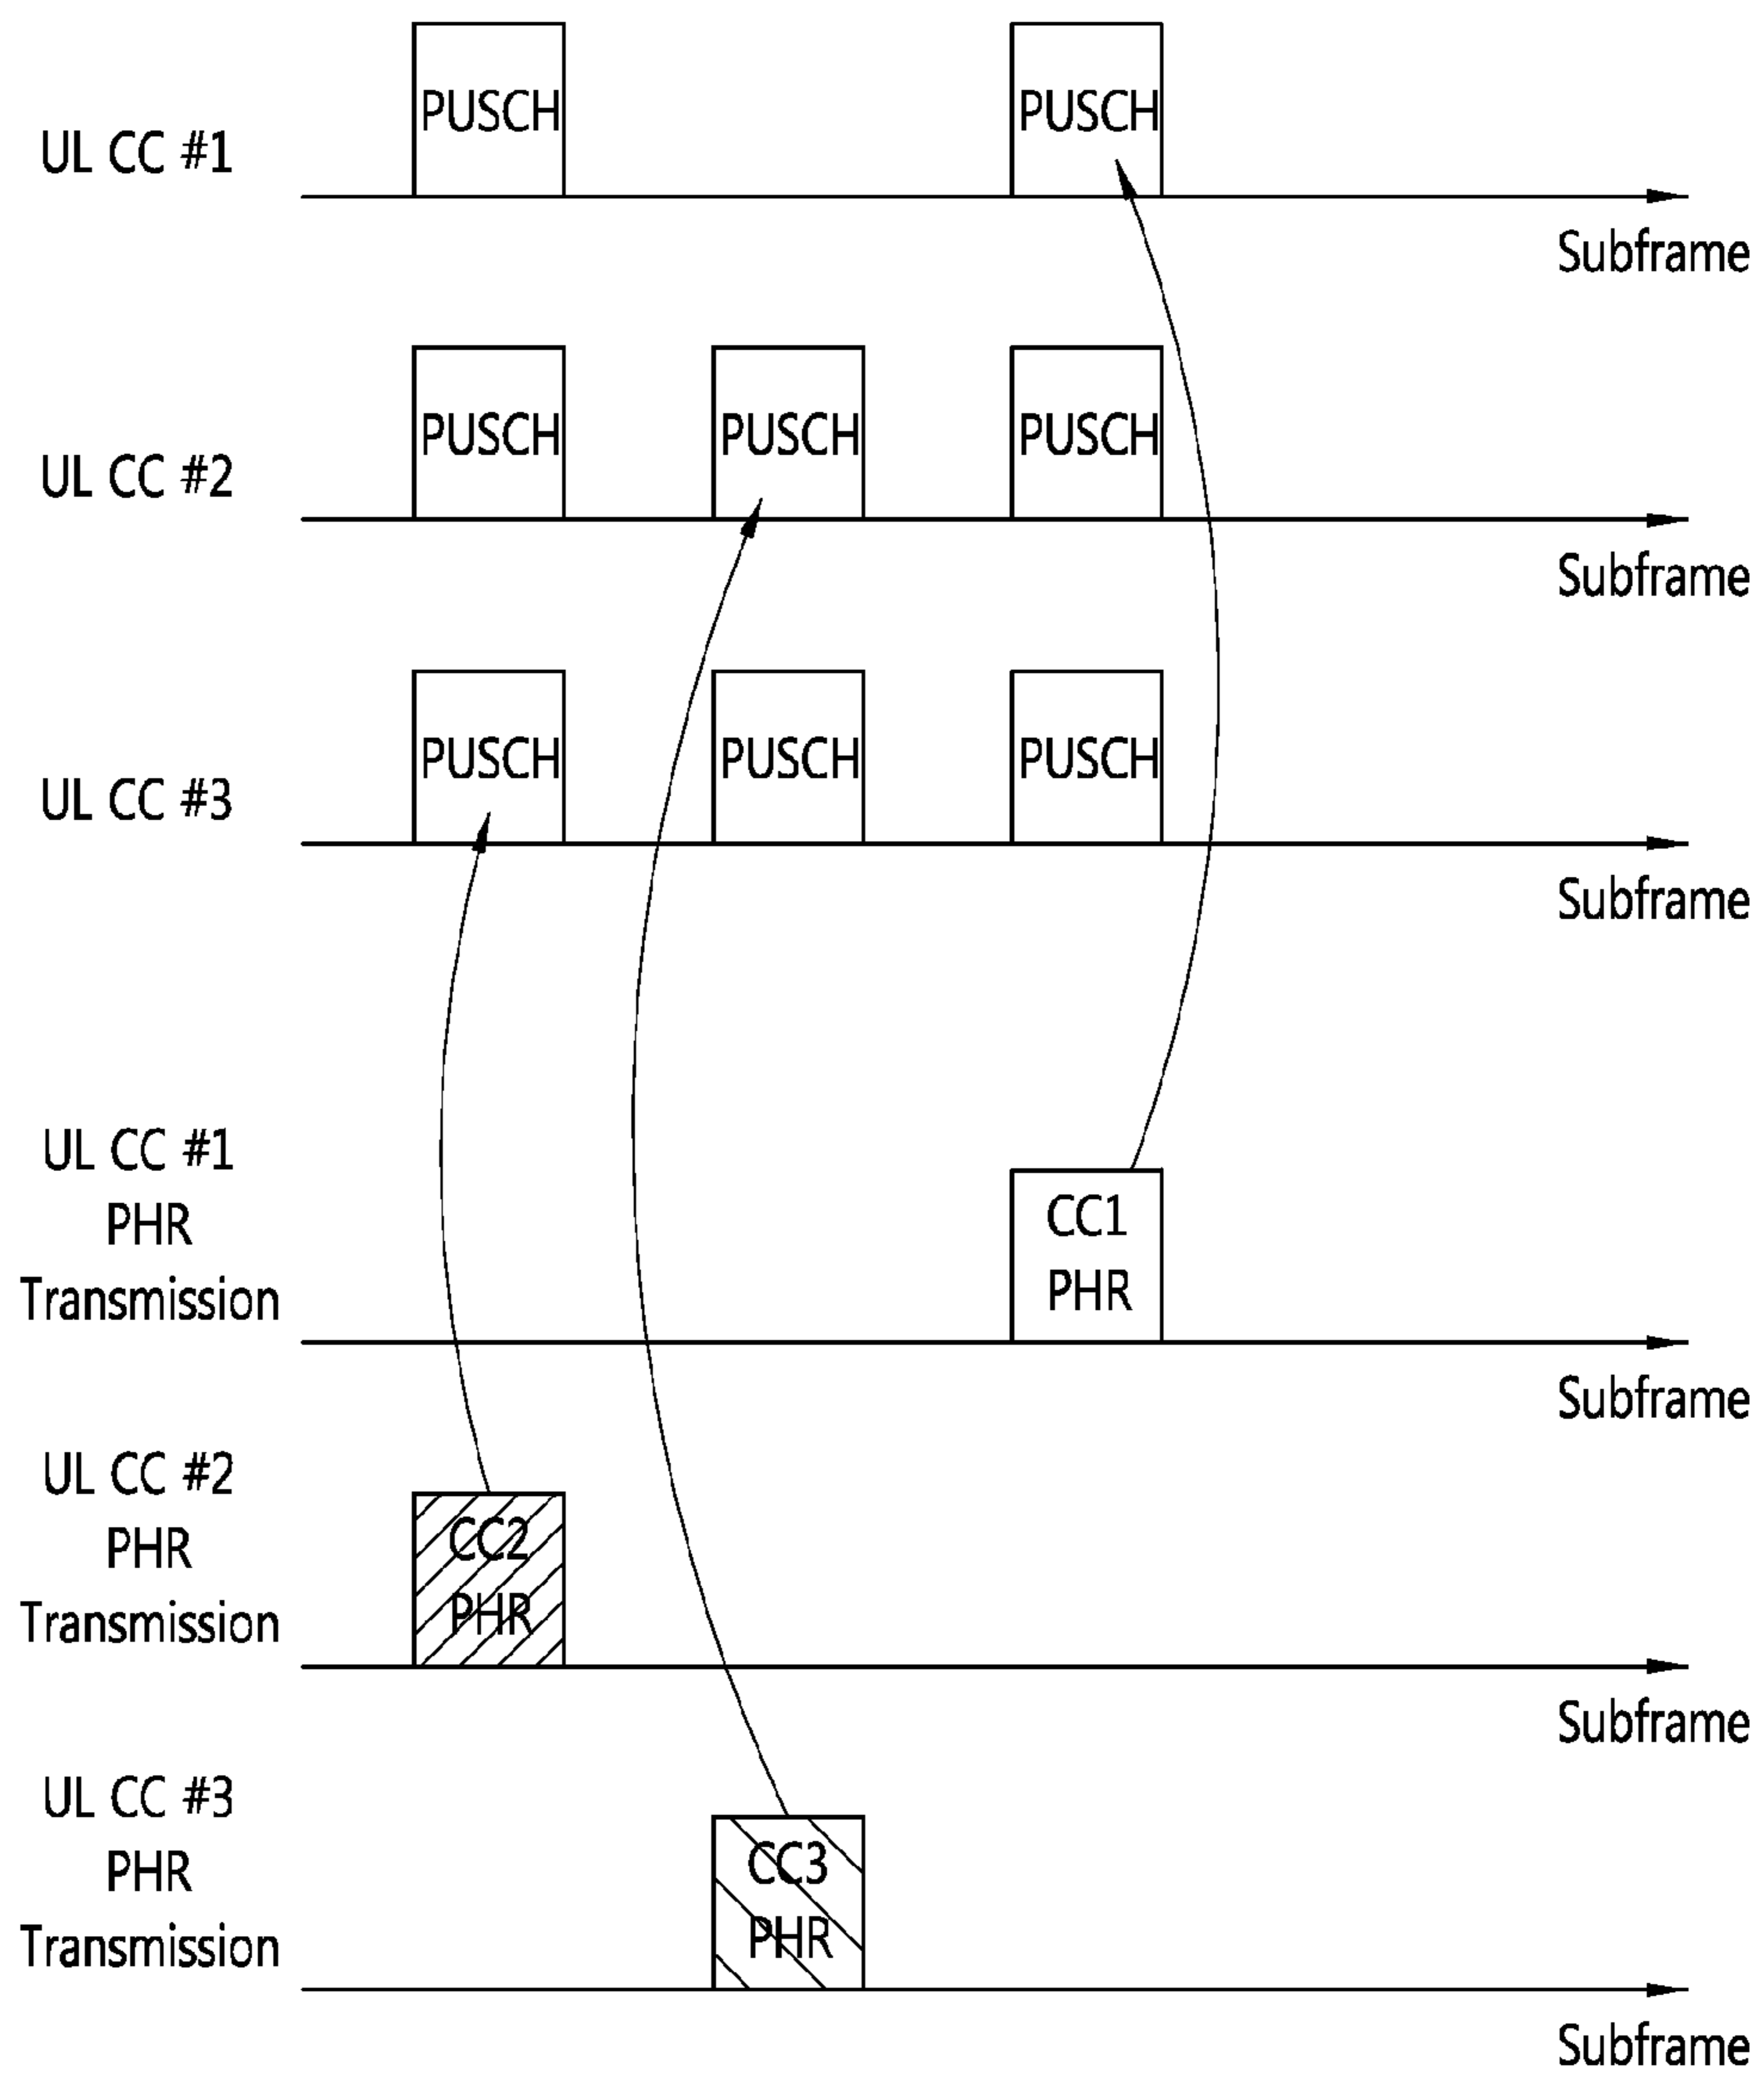 PUSCH PUSCH
UL CC #1
Subframe
PUSCH PUSCH PUSCH
UL CC #2
Subframe
PUSCH PUSCH PUSCH
UL CC #3
Subframe
UL CC #1
PHR
Transmission
CC1
PHR
Subframe
UL CC #2
PHR
Transmission
CC2
PHR
Subframe
UL CC #3
PHR
Transmission
CC3
PHR
Subframe